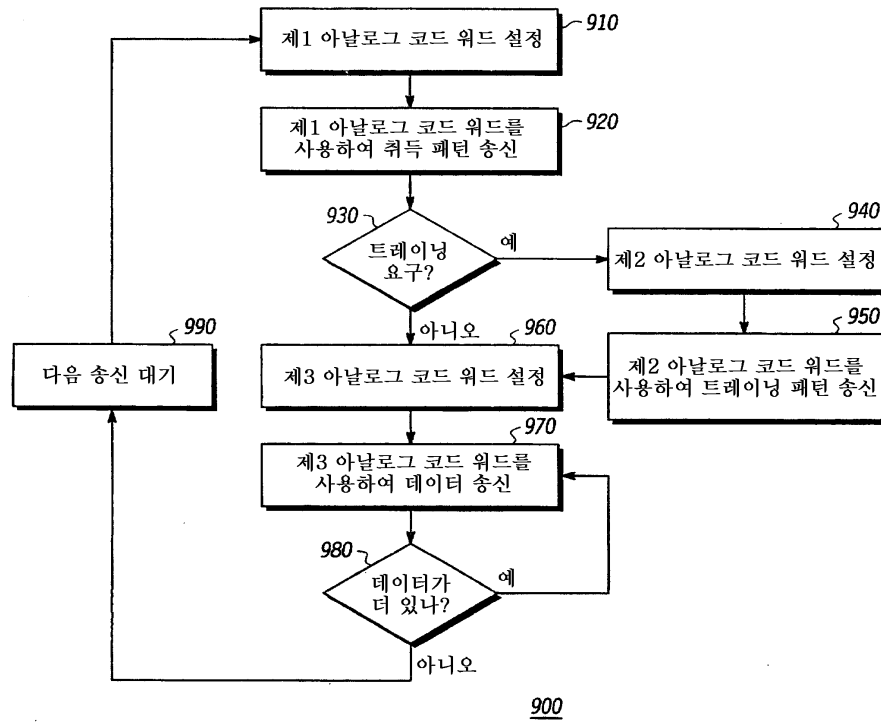 제1 아날로그 코드 워드 설정
910
제1 아날로그 코드 워드를
사용하여 취득 패턴 송신
920
930
트레이닝
요구?
예
940
제2 아날로그 코드 워드 설정
950
제2 아날로그 코드 워드를
사용하여 트레이닝 패턴 송신
아니오
960
제3 아날로그 코드 워드 설정
990
다음 송신 대기
970
제3 아날로그 코드 워드를
사용하여 데이터 송신
980
데이터가
더 있나?
예
아니오
900